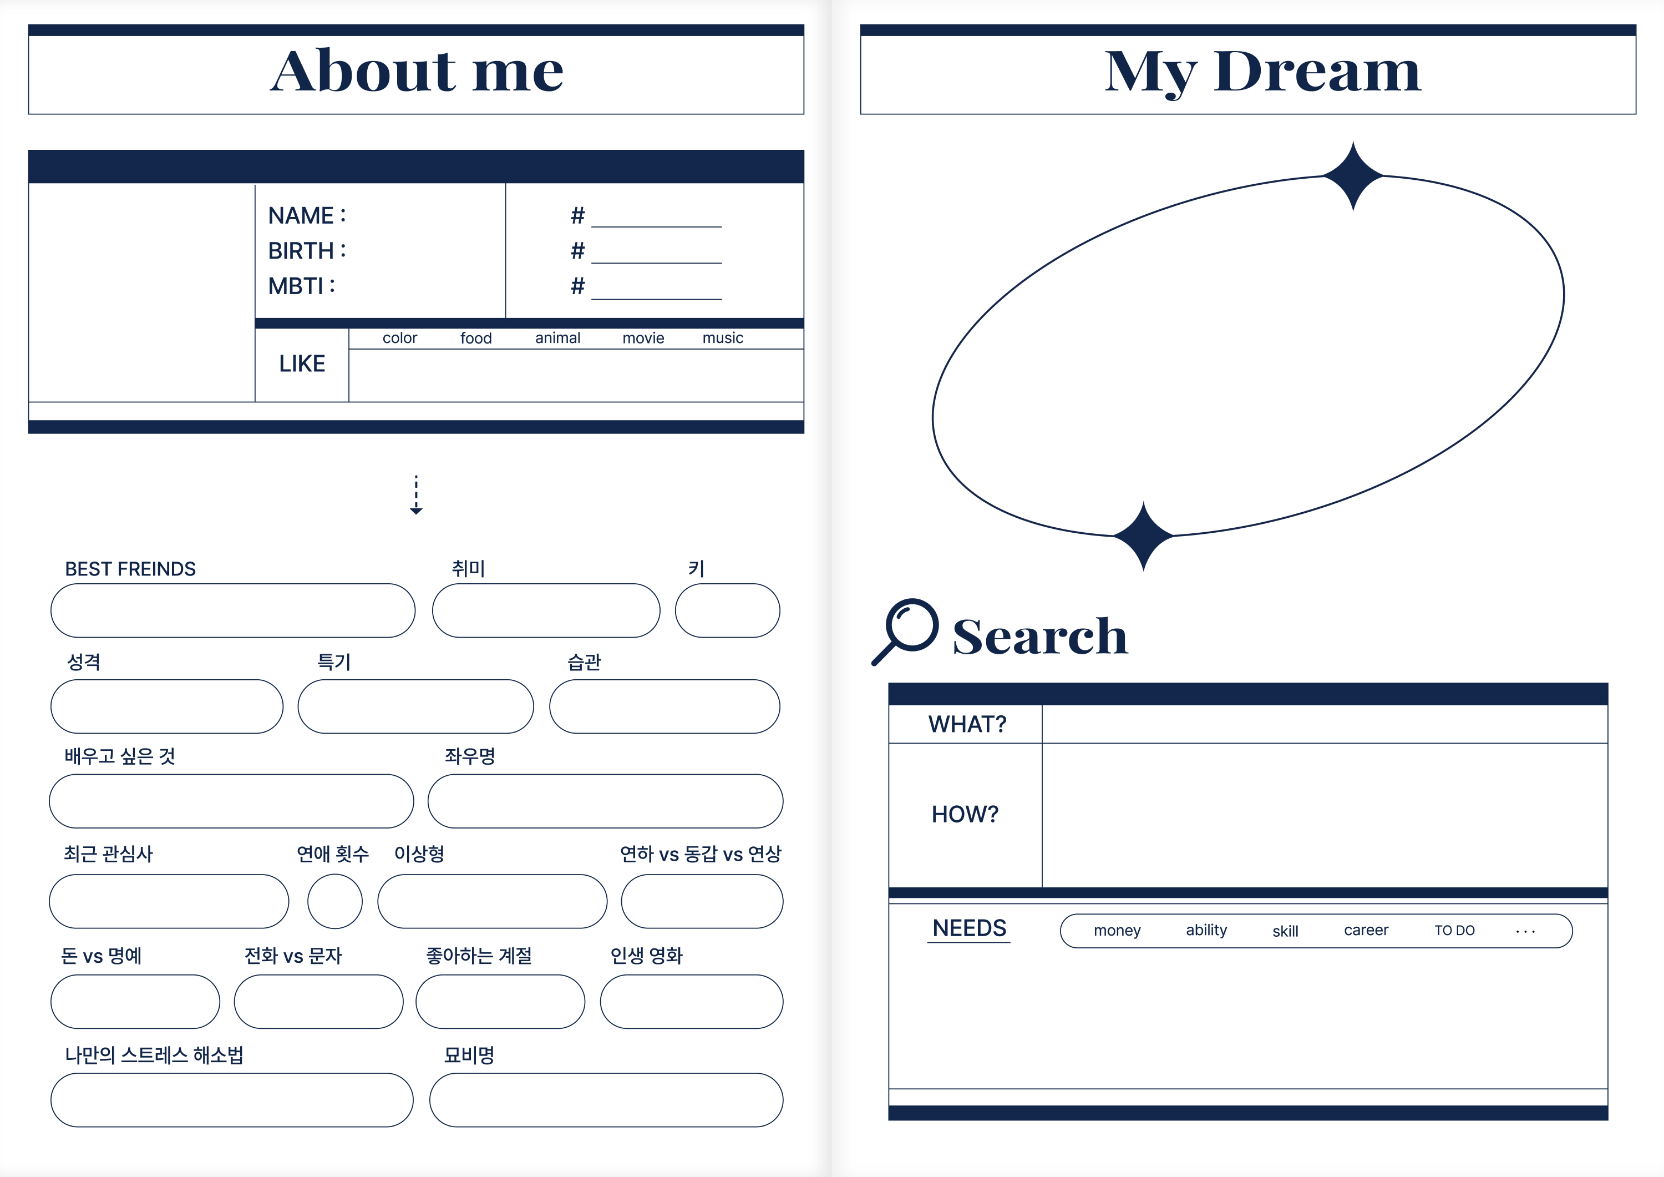 About me
NAME :
BIRTH :
MBTI :
#
#
#
color food animal movie music
LIKE
BEST FREINDS 취미 키
성격 특기 습관
배우고 싶은 것 좌우명
최근 관심사 연애 횟수 이상형 연하 vs 동갑 vs 연상
돈 vs 명예 전화 vs 문자 좋아하는 계절 인생 영화
나만의 스트레스 해소법 묘비명
My Dream
Search
WHAT?
HOW?
NEEDS money ability skill career TO DO ···